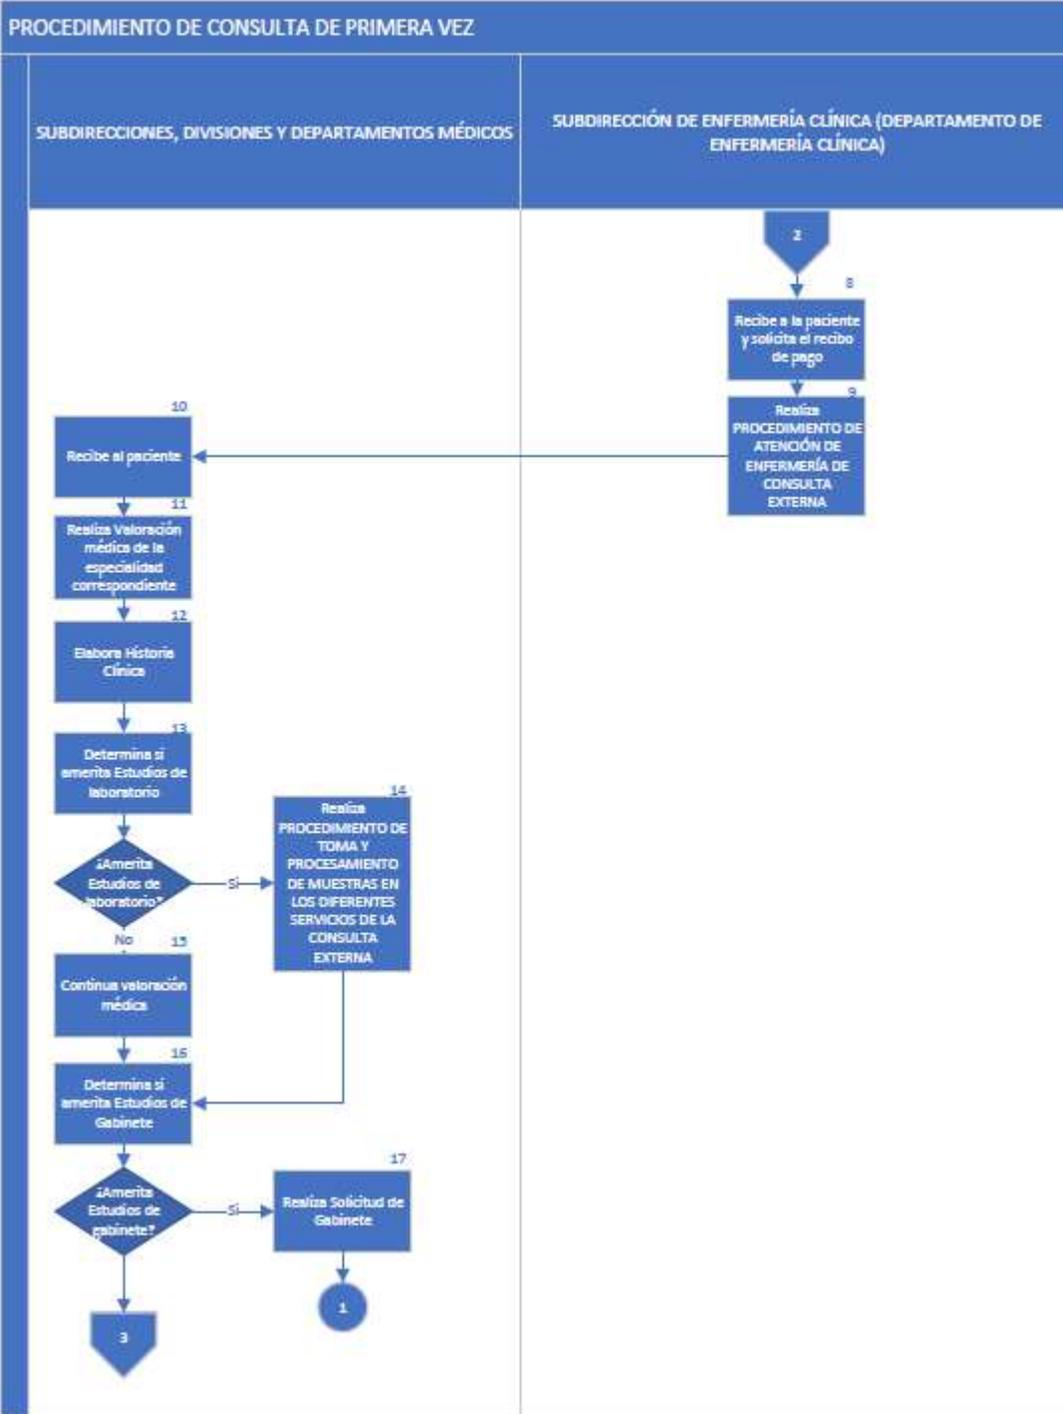 PROCEDIMIENTO DE CONSULTA DE PRIMERA VEZ
SUBDIRECCIONES, DIVISIONES Y DEPARTAMENTOS MÉDICOS
SUBDIRECCIÓN DE ENFERMERÍA CLÍNICA (DEPARTAMENTO DE
ENFERMERÍA CLÍNICA)
2
8
Recibe a la paciente
y solicita el recibo
de pago
9
Realiza
PROCEDIMIENTO DE
ATENCIÓN DE
ENFERMERÍA DE
CONSULTA
EXTERNA
10
Recibe al paciente
11
Realiza Valoración
médica de la
especialidad
correspondiente
12
Elabora Historia
Clínica
13
Determina si
amerita Estudios de
laboratorio
¿Amerita
Estudios de
laboratorio?
Si
14
Realiza
PROCEDIMIENTO DE
TOMA Y
PROCESAMIENTO
DE MUESTRAS EN
LOS DIFERENTES
SERVICIOS DE LA
CONSULTA
EXTERNA
No
15
Continua valoración
médica
16
Determina si
amerita Estudios de
Gabinete
¿Amerita
Estudios de
gabinete?
Si
17
Realiza Solicitud de
Gabinete
1
3